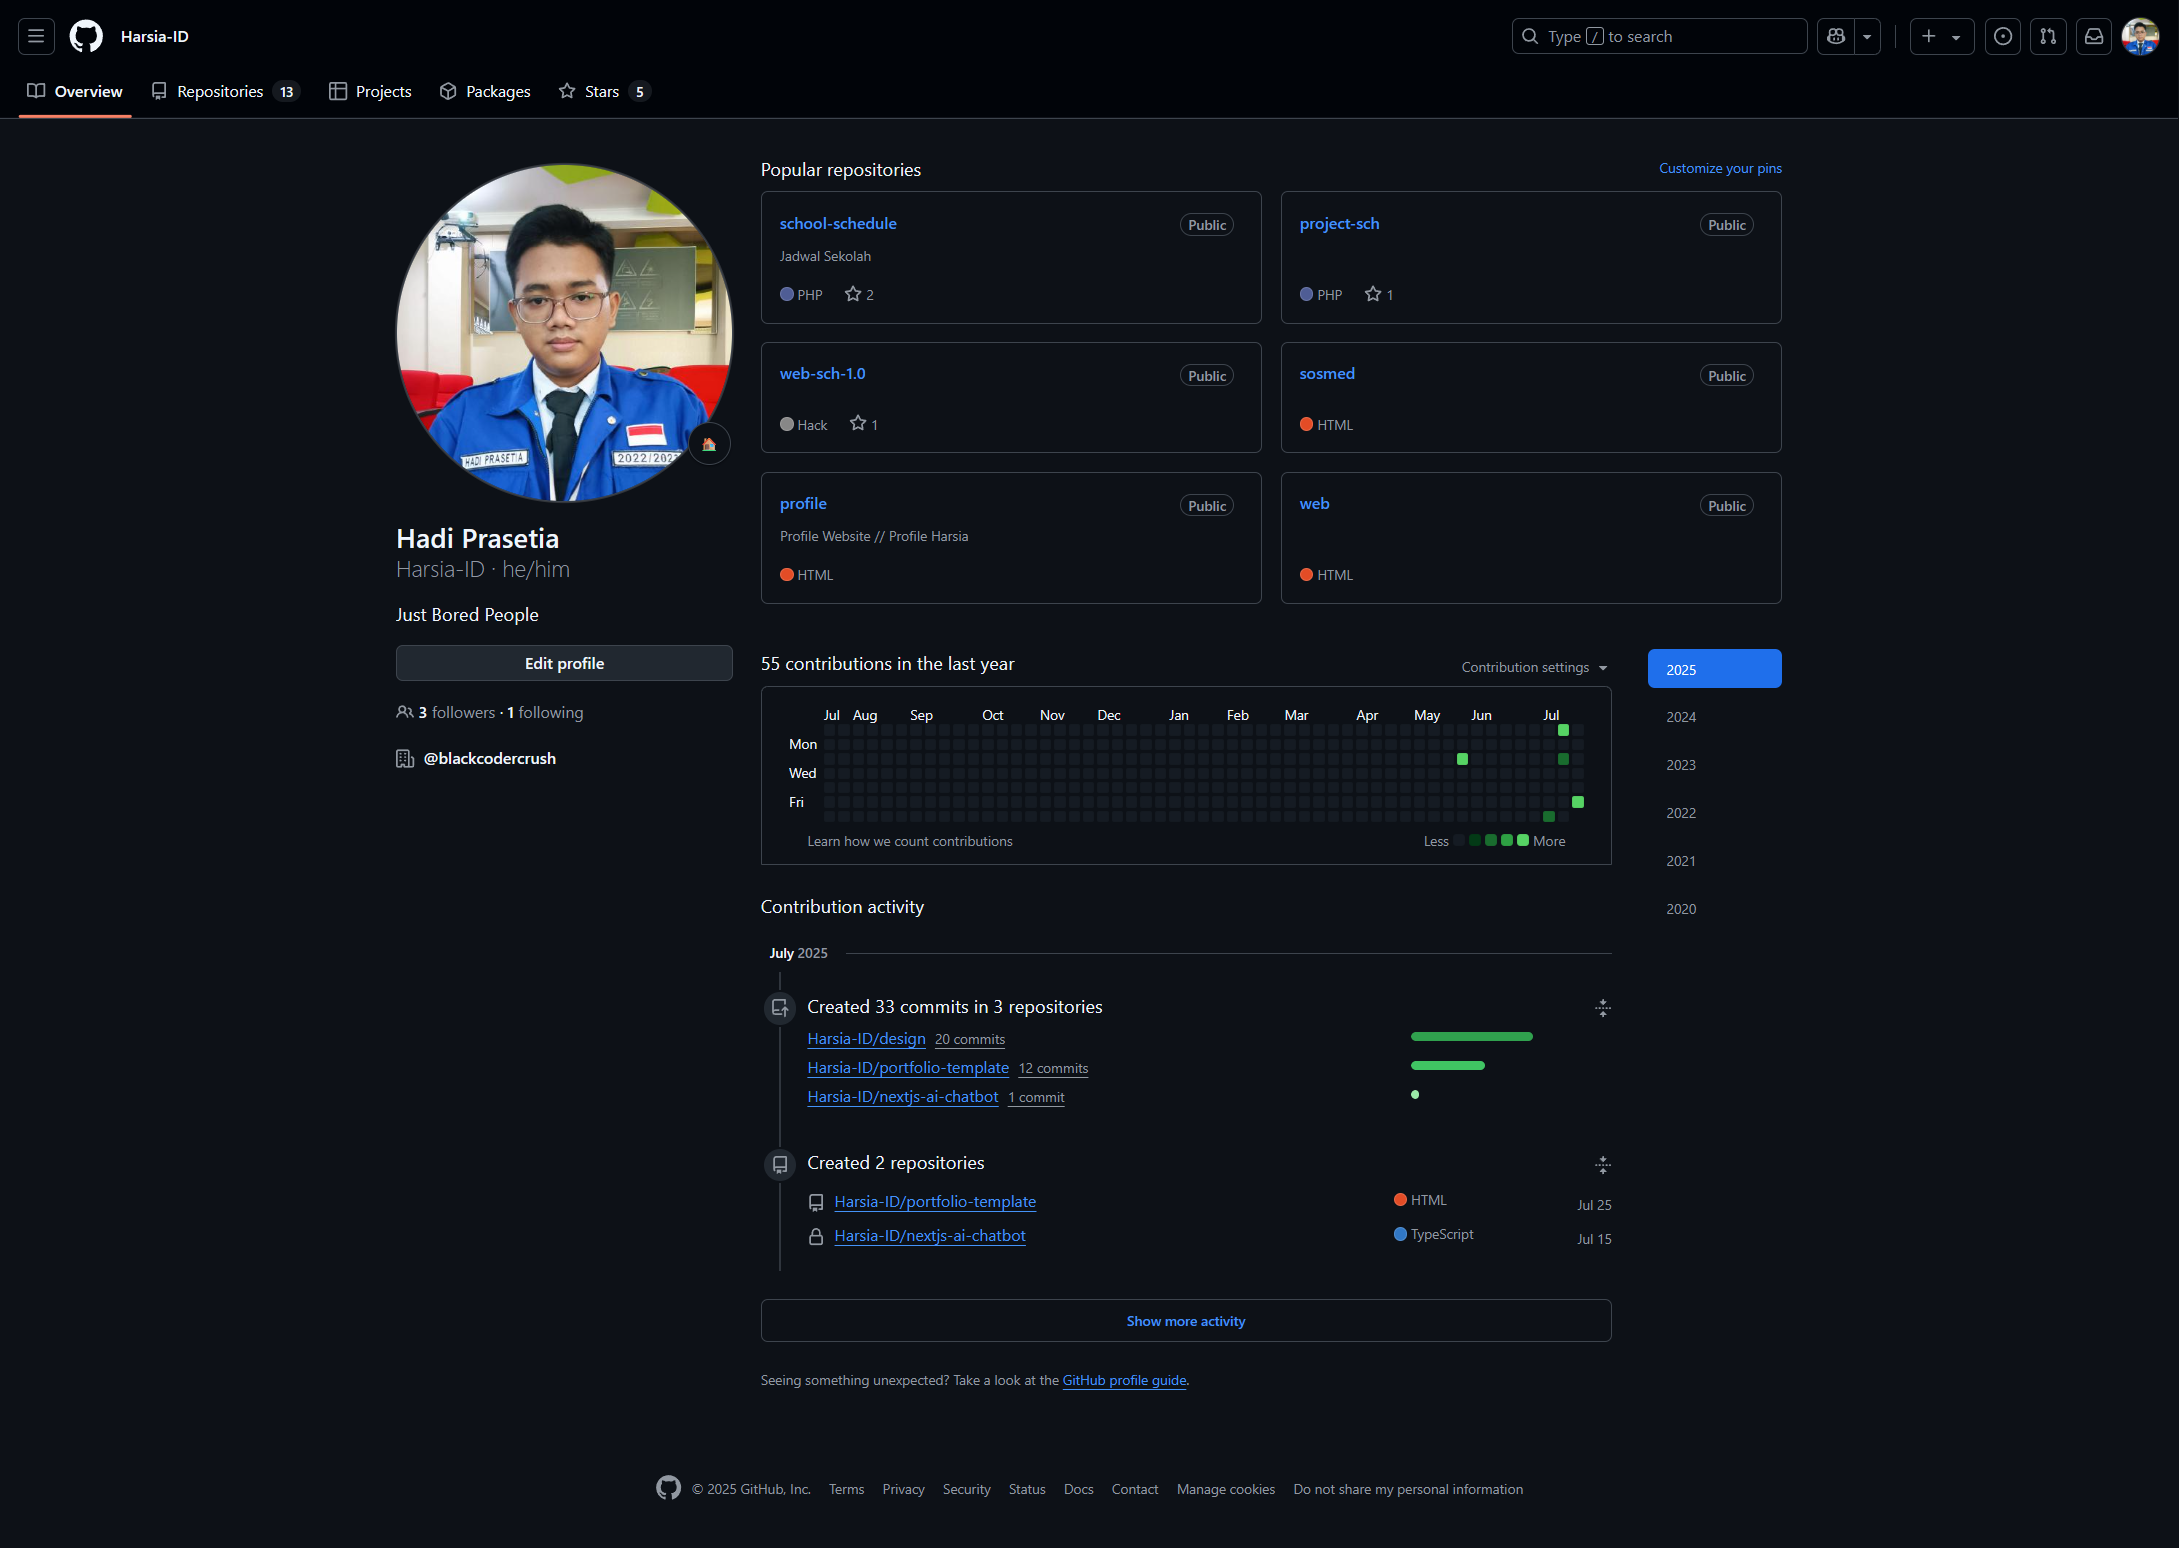 Harsia-ID
Type / to search
Overview
Repositories 13
Projects
Packages
Stars 5
HADI PRASETIA
2022/202
Hadi Prasetia
Harsia-ID · he/him
Just Bored People
Edit profile
3 followers · 1 following
@blackcodercrush
Popular repositories
Customize your pins
school-schedule
Public
Jadwal Sekolah
PHP
2
project-sch
Public
PHP
1
web-sch-1.0
Public
Hack
1
sosmed
Public
HTML
profile
Public
Profile Website // Profile Harsia
HTML
web
Public
HTML
55 contributions in the last year
Contribution settings
Jul Aug Sep Oct Nov Dec Jan Feb Mar Apr May Jun Jul
Mon
Wed
Fri
Learn how we count contributions
Less
More
2025
2024
2023
2022
2021
2020
Contribution activity
July 2025
Created 33 commits in 3 repositories
Harsia-ID/design 20 commits
Harsia-ID/portfolio-template 12 commits
Harsia-ID/nextjs-ai-chatbot 1 commit
Created 2 repositories
Harsia-ID/portfolio-template
HTML
Jul 25
Harsia-ID/nextjs-ai-chatbot
TypeScript
Jul 15
Show more activity
Seeing something unexpected? Take a look at the GitHub profile guide.
© 2025 GitHub, Inc. Terms Privacy Security Status Docs Contact Manage cookies Do not share my personal information